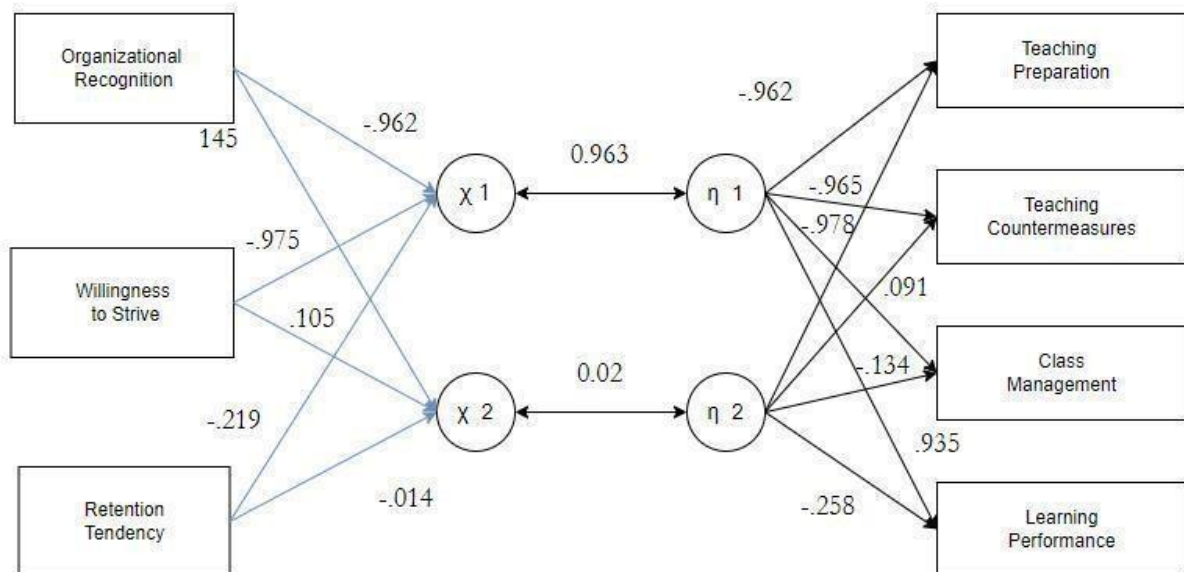 Organizational
Recognition
145
Willingness
to Strive
Retention
Tendency
-.962
-.975
.105
-.219
-.014
χ 1
χ 2
0.963
0.02
η 1
η 2
-.962
-.965
-.978
.091
-.134
.935
-.258
Teaching
Preparation
Teaching
Countermeasures
Class
Management
Learning
Performance